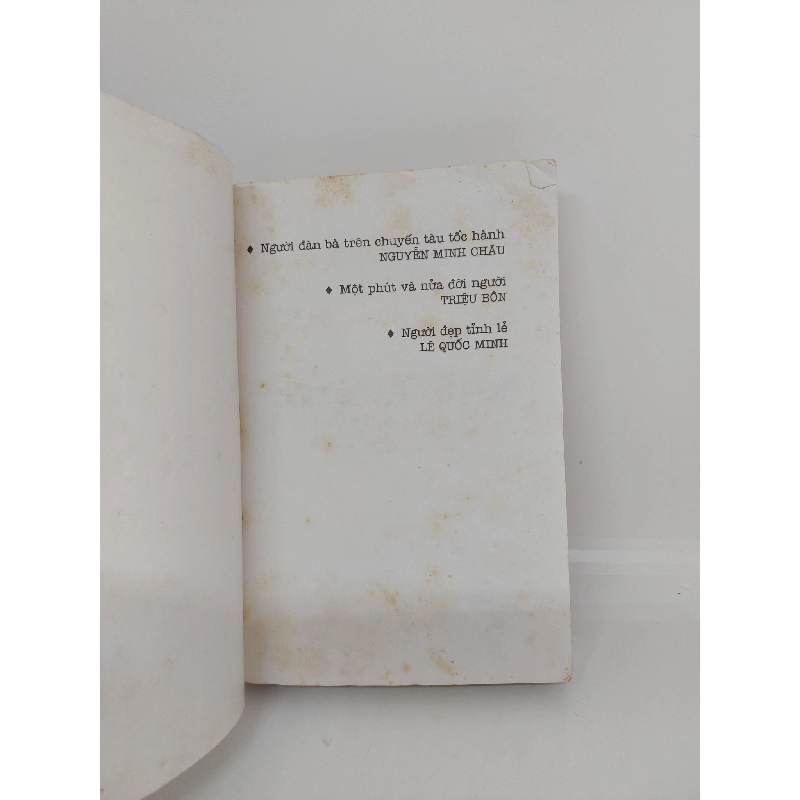 ♦ Người đàn bà trên chuyến tàu tốc hành
NGUYỄN MINH CHÂU
♦ Một phút và nửa đời người
TRIỆU BÔN
♦ Người đẹp tỉnh lẻ
LÊ QUỐC MINH